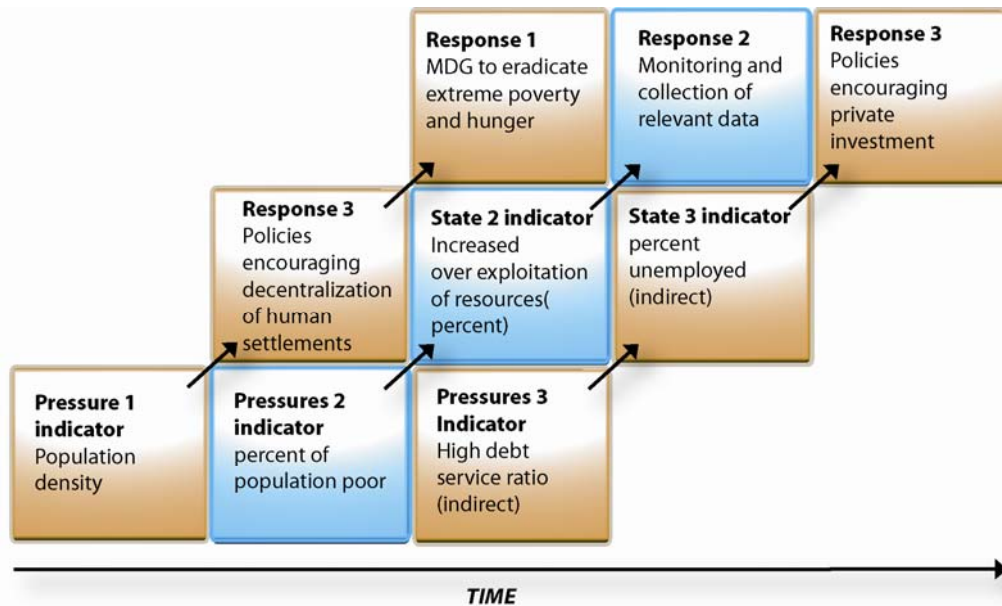 Response 1
MDG to eradicate
extreme poverty
and hunger
Response 2
Monitoring and
collection of
relevant data
Response 3
Policies
encouraging
private
investment
Response 3
Policies
encouraging
decentralization
of human
settlements
State 2 indicator
Increased
over exploitation
of resources(
percent)
State 3 indicator
percent
unemployed
(indirect)
Pressure 1
indicator
Population
density
Pressures 2
indicator
percent of
population poor
Pressures 3
Indicator
High debt
service ratio
(indirect)
TIME